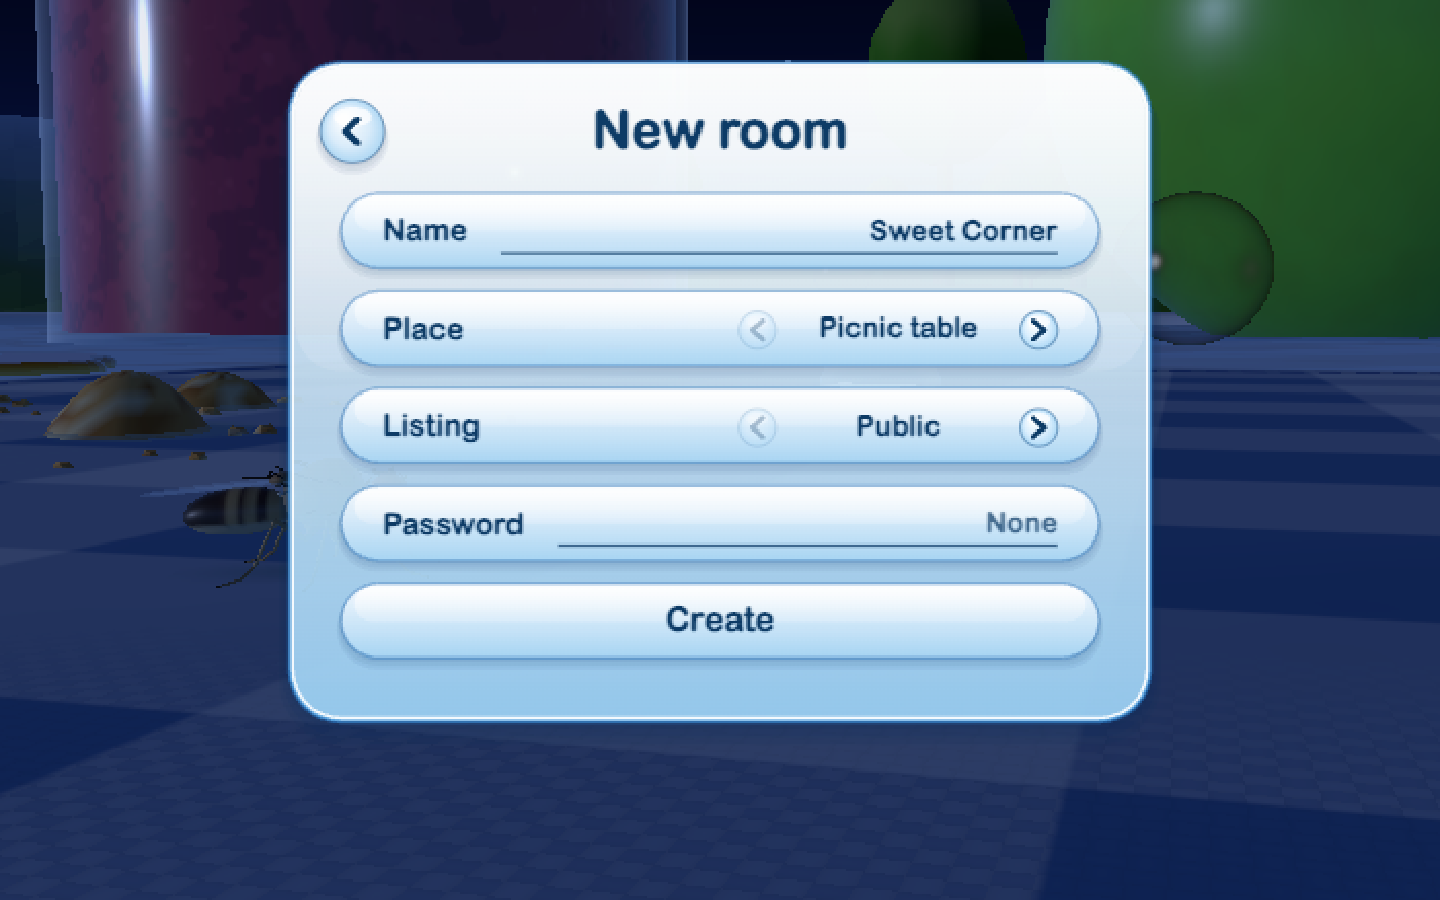 New room
Name Sweet Corner
Place Picnic table
Listing Public
Password None
Create